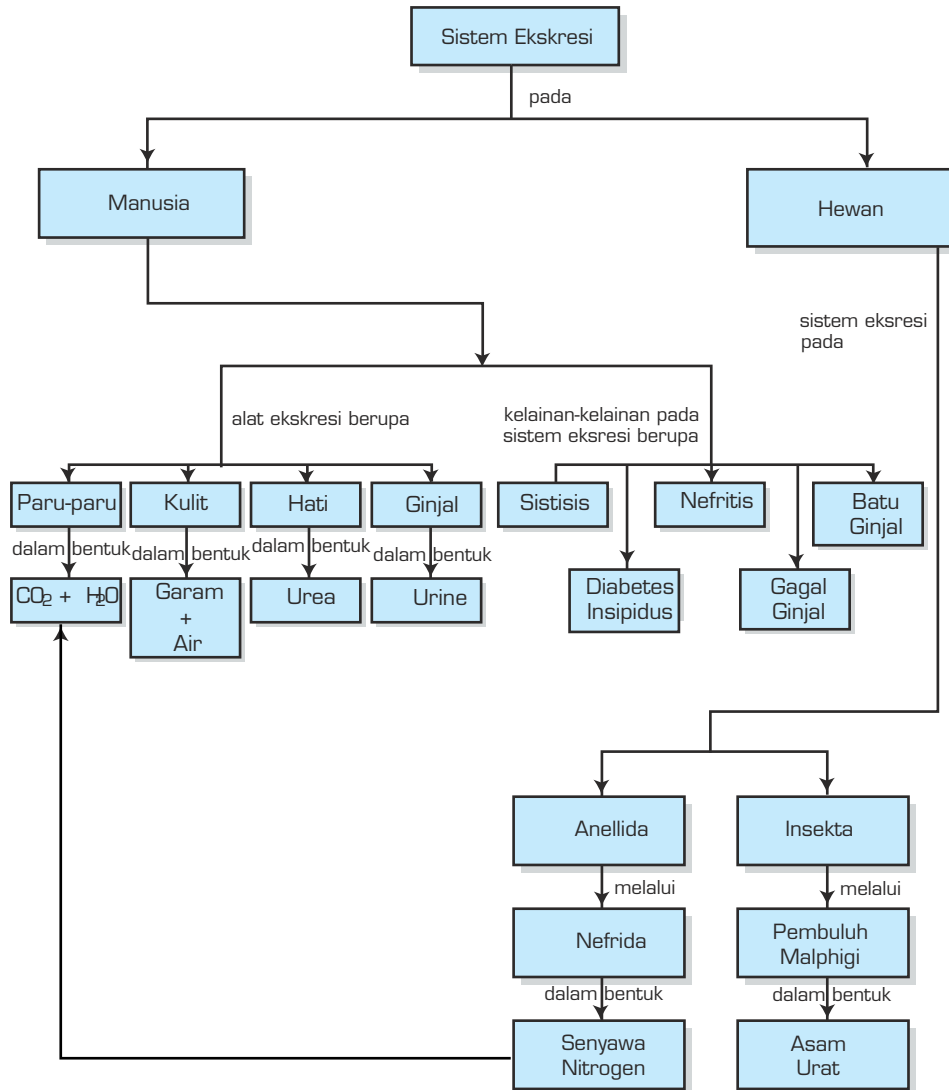 Sistem Ekskresi
pada
Manusia
Hewan
sistem eksresi
pada
alat ekskresi berupa
kelainan-kelainan pada
sistem eksresi berupa
Paru-paru
Kulit
Hati
Ginjal
Sistisis
Nefritis
Batu
Ginjal
dalam bentuk
dalam bentuk
dalam bentuk
dalam bentuk
CO2 + H2O
Garam
+
Air
Urea
Urine
Diabetes
Insipidus
Gagal
Ginjal
Anellida
Insekta
melalui
melalui
Nefrida
Pembuluh
Malphigi
dalam bentuk
dalam bentuk
Senyawa
Nitrogen
Asam
Urat